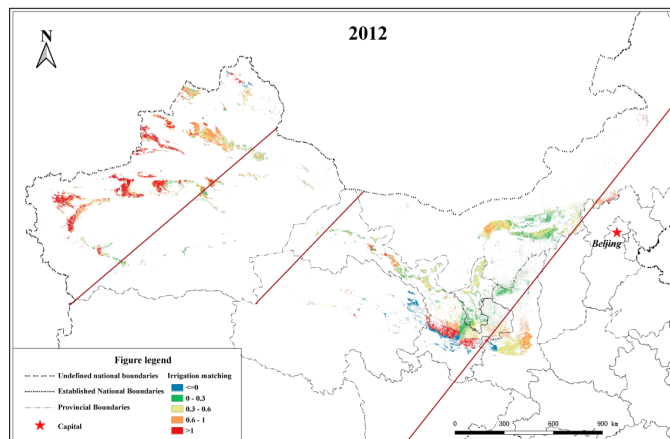 2012
N
Beijing
Figure legend
Undefined national boundaries
Irrigation matching
Established National Boundaries
<=0
0 - 0.3
Provincial Boundaries
0.3 - 0.6
0.6 - 1
Capital
>1
0 300 600 900 km